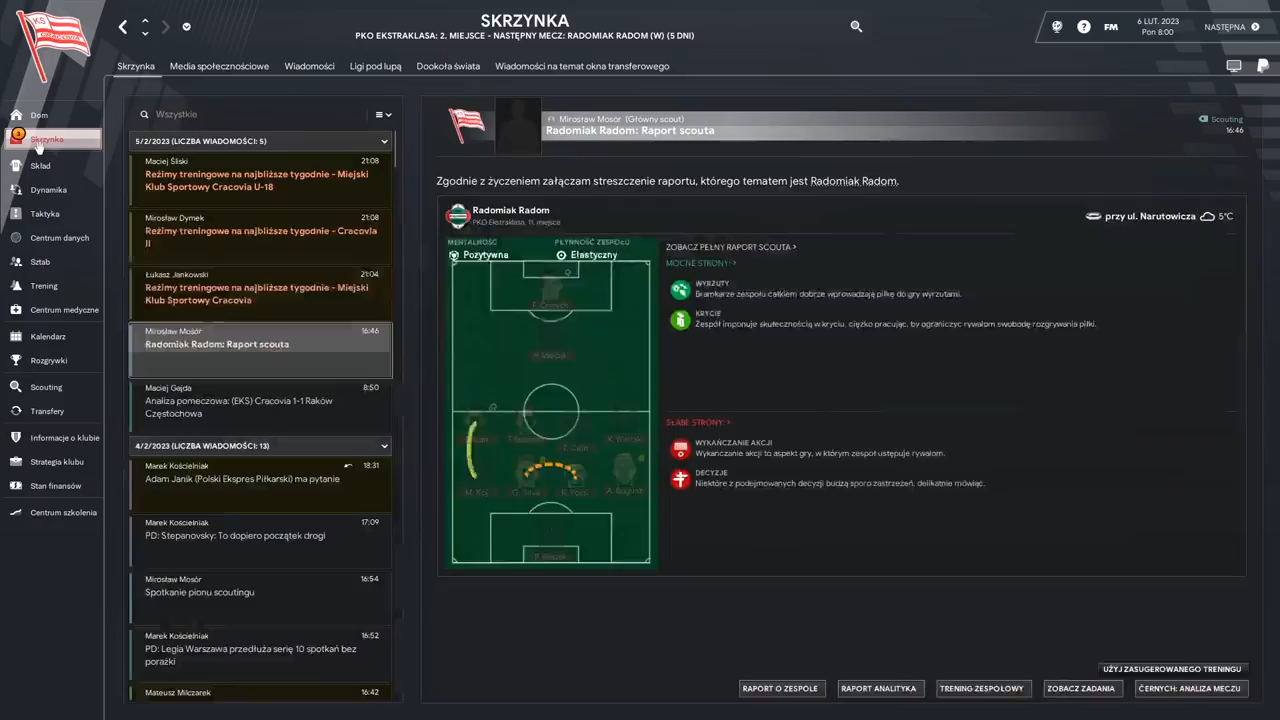 KS
CRACOVIA
SKRZYNKA
PKO EKSTRAKLASA: 2. MIEJSCE - NASTĘPNY MECZ: RADOMIAK RADOM (W) (5 DNI)
FM
6 LUT. 2023
Pon 8:00
NASTĘPNA
Skrzynka
Media społecznościowe
Wiadomości
Ligi pod lupą
Dookoła świata
Wiadomości na temat okna transferowego
Dom
3
Skrzynka
Skład
Dynamika
Taktyka
Centrum danych
Sztab
Trening
Centrum medyczne
Kalendarz
Rozgrywki
Scouting
Transfery
Informacje o klubie
Strategia klubu
Stan finansów
Centrum szkolenia
Wszystkie
5/2/2023 (LICZBA WIADOMOŚCI: 5)
Maciej Śliski 21:08
Reżimy treningowe na najbliższe tygodnie - Miejski
Klub Sportowy Cracovia U-18
Mirosław Dymek 21:08
Reżimy treningowe na najbliższe tygodnie - Cracovia
II
Łukasz Jankowski 21:04
Reżimy treningowe na najbliższe tygodnie - Miejski
Klub Sportowy Cracovia
Mirosław Mosór 16:46
Radomiak Radom: Raport scouta
Maciej Gajda 8:50
Analiza pomeczowa: (EKS) Cracovia 1-1 Raków
Częstochowa
4/2/2023 (LICZBA WIADOMOŚCI: 13)
Marek Kościelniak 18:31
Adam Janik (Polski Ekspres Piłkarski) ma pytanie
Marek Kościelniak 17:09
PD: Stepanovsky: To dopiero początek drogi
Mirosław Mosór 16:54
Spotkanie pionu scoutingu
Marek Kościelniak 16:52
PD: Legia Warszawa przedłuża serię 10 spotkań bez
porażki
Mateusz Milczarek 16:42
Mirosław Mosór (Główny scout)
Radomiak Radom: Raport scouta
Scouting
16:46
Zgodnie z życzeniem załączam streszczenie raportu, którego tematem jest Radomiak Radom.
Radomiak Radom
PKO Ekstraklasa, 11. miejsce
przy ul. Narutowicza 5°C
MENTALNOŚĆ
Pozytywna
PŁYNNOŚĆ ZESPOŁU
Elastyczny
ZOBACZ PEŁNY RAPORT SCOUTA >
MOCNE STRONY: >
WYRZUTY
Bramkarze zespołu całkiem dobrze wprowadzają piłkę do gry wyrzutami.
KRYCIE
Zespół imponuje skutecznością w kryciu, ciężko pracując, by ograniczyć rywalom swobodę rozgrywania piłki.
SŁABE STRONY: >
WYKAŃCZANIE AKCJI
Wykańczanie akcji to aspekt gry, w którym zespół ustępuje rywalom.
DECYZJE
Niektóre z podejmowanych decyzji budzą sporo zastrzeżeń, delikatnie mówiąc.
UŻYJ ZASUGEROWANEGO TRENINGU
RAPORT O ZESPOLE
RAPORT ANALITYKA
TRENING ZESPOŁOWY
ZOBACZ ZADANIA
ČERNYCH: ANALIZA MECZU